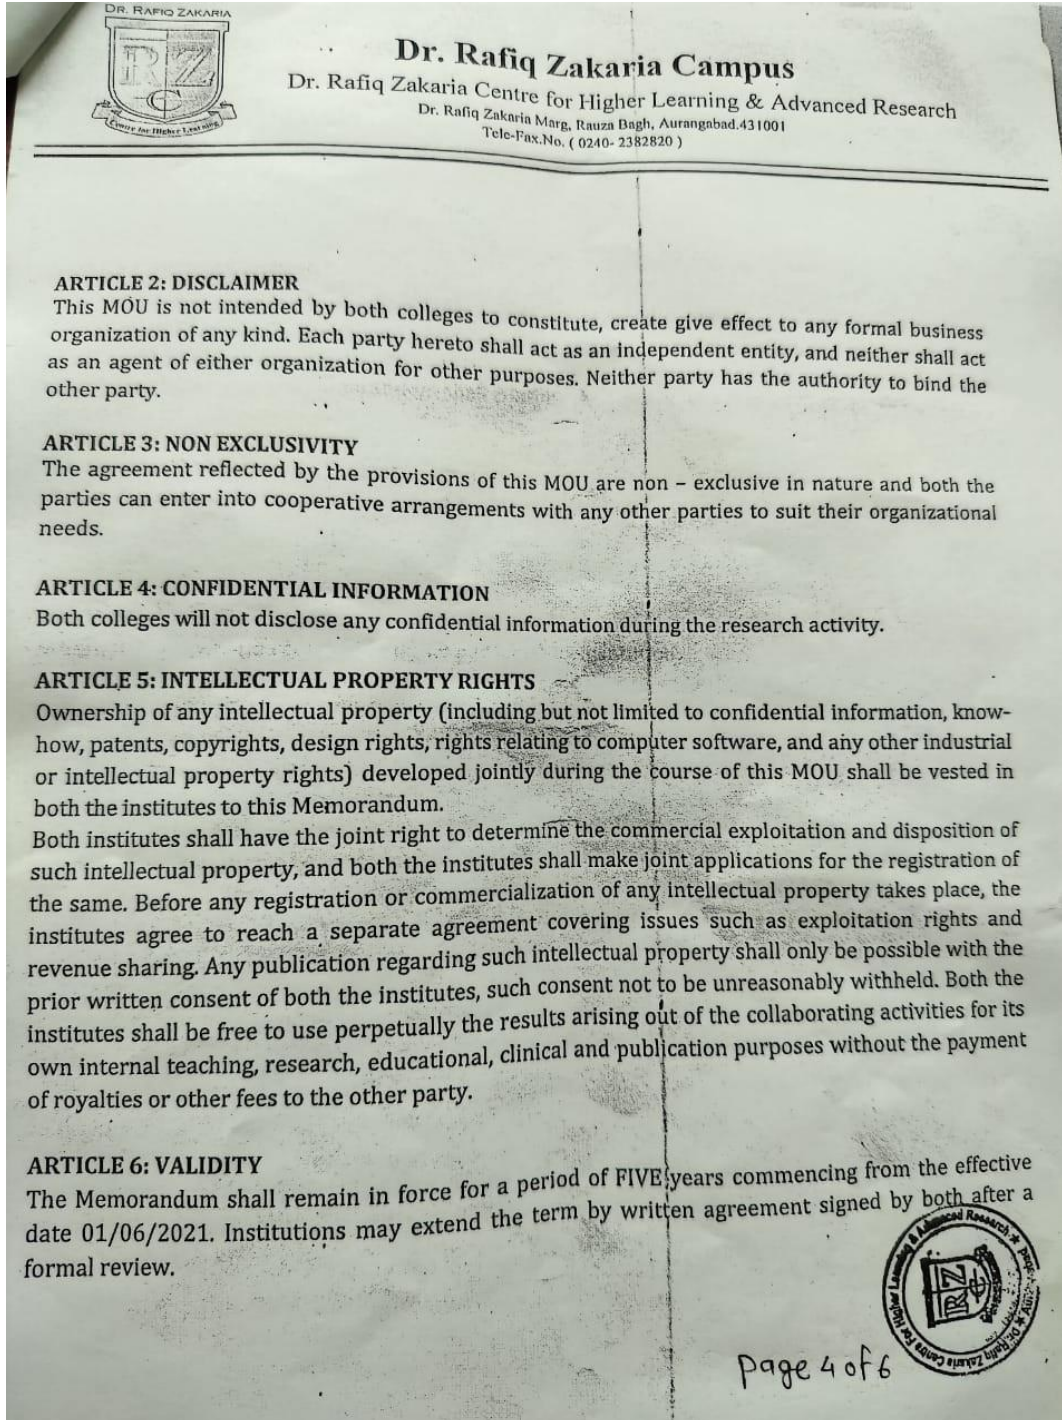 DR. RAFIQ ZAKARIA
RZ
C
Centre for Higher Learning
Dr. Rafiq Zakaria Campus
Dr. Rafiq Zakaria Centre for Higher Learning & Advanced Research
Dr. Rafiq Zakaria Marg, Rauza Bagh, Aurangabad.431001
Tele-Fax.No. ( 0240- 2382820 )
ARTICLE 2: DISCLAIMER
This MOU is not intended by both colleges to constitute, create give effect to any formal business
organization of any kind. Each party hereto shall act as an independent entity, and neither shall act
as an agent of either organization for other purposes. Neither party has the authority to bind the
other party.
ARTICLE 3: NON EXCLUSIVITY
The agreement reflected by the provisions of this MOU are non – exclusive in nature and both the
parties can enter into cooperative arrangements with any other parties to suit their organizational
needs.
ARTICLE 4: CONFIDENTIAL INFORMATION
Both colleges will not disclose any confidential information during the research activity.
ARTICLE 5: INTELLECTUAL PROPERTY RIGHTS
Ownership of any intellectual property (including but not limited to confidential information, know-
how, patents, copyrights, design rights, rights relating to computer software, and any other industrial
or intellectual property rights) developed jointly during the course of this MOU shall be vested in
both the institutes to this Memorandum.
Both institutes shall have the joint right to determine the commercial exploitation and disposition of
such intellectual property, and both the institutes shall make joint applications for the registration of
the same. Before any registration or commercialization of any intellectual property takes place, the
institutes agree to reach a separate agreement covering issues such as exploitation rights and
revenue sharing. Any publication regarding such intellectual property shall only be possible with the
prior written consent of both the institutes, such consent not to be unreasonably withheld. Both the
institutes shall be free to use perpetually the results arising out of the collaborating activities for its
own internal teaching, research, educational, clinical and publication purposes without the payment
of royalties or other fees to the other party.
ARTICLE 6: VALIDITY
The Memorandum shall remain in force for a period of FIVE years commencing from the effective
date 01/06/2021. Institutions may extend the term by written agreement signed by both after a
formal review.
Dr. Rafiq Zakaria Centre For Higher Learning & Advanced Research
RZ
C
page 4 of 6